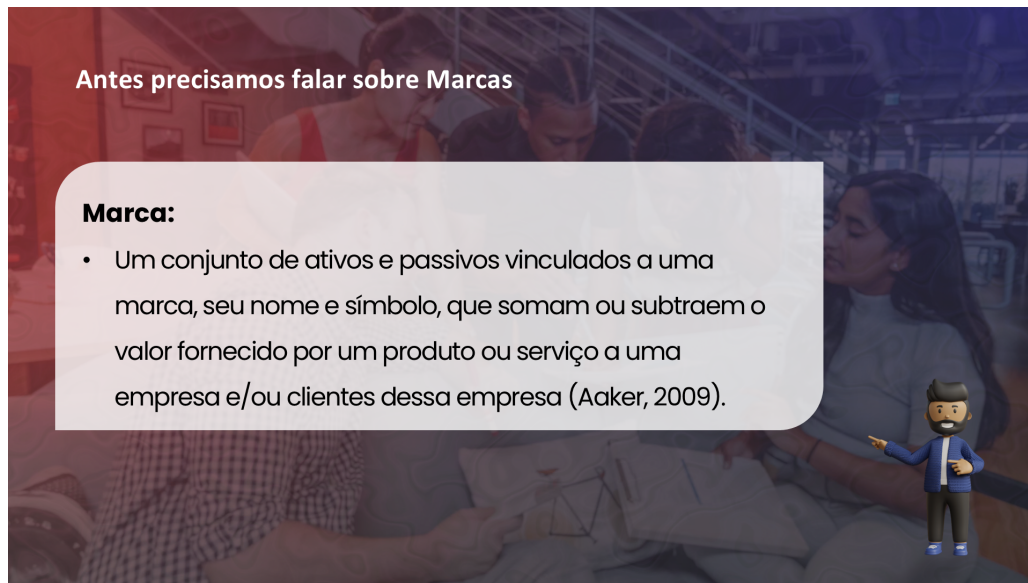 Antes precisamos falar sobre Marcas
Marca:
• Um conjunto de ativos e passivos vinculados a uma
marca, seu nome e símbolo, que somam ou subtraem o
valor fornecido por um produto ou serviço a uma
empresa e/ou clientes dessa empresa (Aaker, 2009).